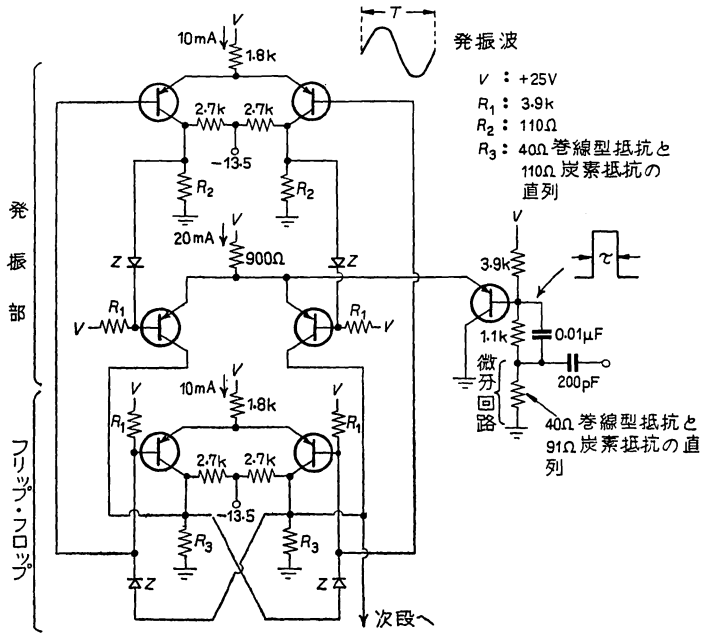 T
発振波
V : +25V
R₁ : 3.9k
R₂ : 110Ω
R₃ : 40Ω 巻線型抵抗と
110Ω 炭素抵抗の
直列
V
10mA
1.8k
2.7k
2.7k
-13.5
R₂
R₂
発振部
V
20mA
900Ω
Z
Z
R₁
V
R₁
V
V
3.9k
τ
1.1k
0.01μF
200pF
微分回路
40Ω 巻線型抵抗と
91Ω 炭素抵抗の直
列
V
10mA
1.8k
V
R₁
V
R₁
2.7k
2.7k
-13.5
R₃
R₃
Z
Z
フリップ・フロップ
次段へ